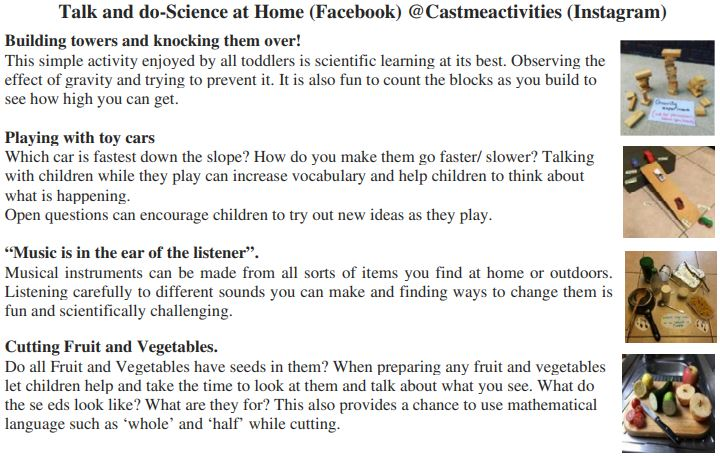 Talk and do-Science at Home (Facebook) @Castmeactivities (Instagram)
Building towers and knocking them over!
This simple activity enjoyed by all toddlers is scientific learning at its best. Observing the
effect of gravity and trying to prevent it. It is also fun to count the blocks as you build to
see how high you can get.
Playing with toy cars
Which car is fastest down the slope? How do you make them go faster/ slower? Talking
with children while they play can increase vocabulary and help children to think about
what is happening.
Open questions can encourage children to try out new ideas as they play.
“Music is in the ear of the listener”.
Musical instruments can be made from all sorts of items you find at home or outdoors.
Listening carefully to different sounds you can make and finding ways to change them is
fun and scientifically challenging.
Cutting Fruit and Vegetables.
Do all Fruit and Vegetables have seeds in them? When preparing any fruit and vegetables
let children help and take the time to look at them and talk about what you see. What do
the se eds look like? What are they for? This also provides a chance to use mathematical
language such as ‘whole’ and ‘half’ while cutting.
Gravity
experiment